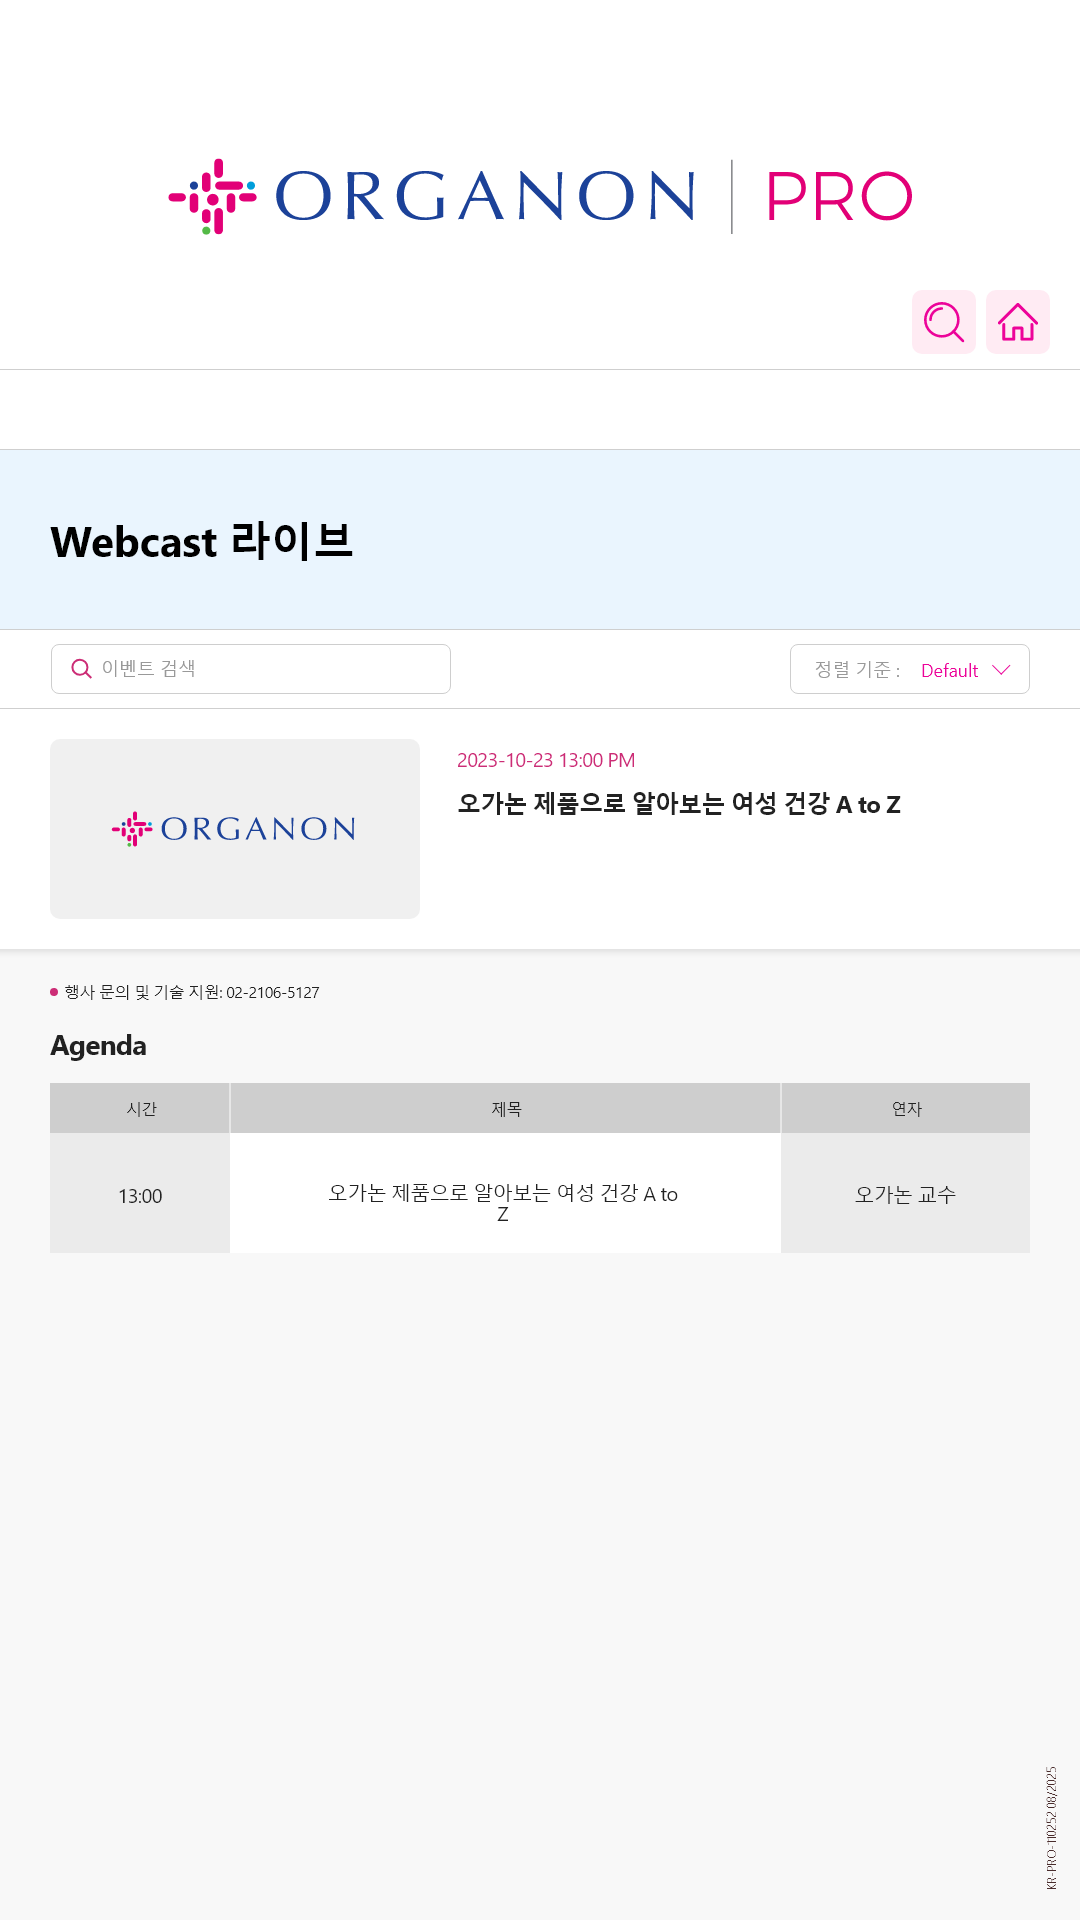 ORGANON | PRO
Webcast 라이브
이벤트 검색
정렬 기준 : Default
ORGANON
2023-10-23 13:00 PM
오가논 제품으로 알아보는 여성 건강 A to Z
행사 문의 및 기술 지원: 02-2106-5127
Agenda
시간 제목 연자
13:00 오가논 제품으로 알아보는 여성 건강 A to
Z
오가논 교수
KR-PRO-110252 08/2025